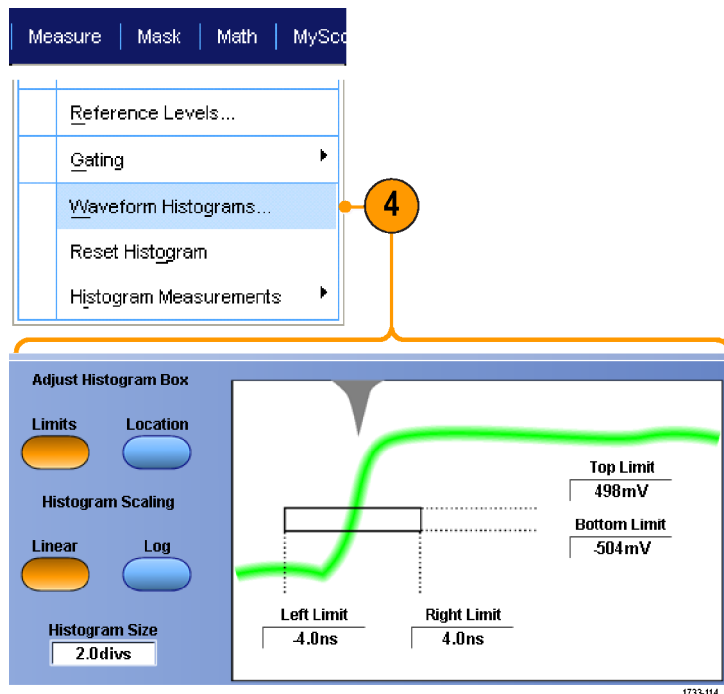 Measure | Mask | Math | MySco
Reference Levels...
Gating
Waveform Histograms...
4
Reset Histogram
Histogram Measurements
Adjust Histogram Box
Limits Location
Histogram Scaling
Linear Log
Histogram Size
2.0divs
Top Limit
498mV
Bottom Limit
-504mV
Left Limit Right Limit
-4.0ns 4.0ns
1733-114